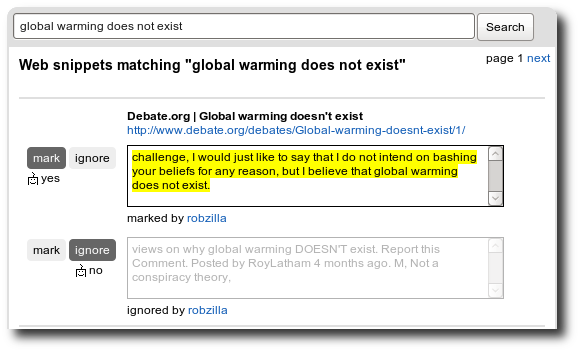 global warming does not exist Search
page 1 next
Web snippets matching "global warming does not exist"
Debate.org | Global warming doesn't exist
http://www.debate.org/debates/Global-warming-doesnt-exist/1/
mark ignore
yes
challenge, I would just like to say that I do not intend on bashing
your beliefs for any reason, but I believe that global warming
does not exist.
marked by robzilla
mark ignore
no
views on why global warming DOESN'T exist. Report this
Comment. Posted by RoyLatham 4 months ago. M, Not a
conspiracy theory,
ignored by robzilla